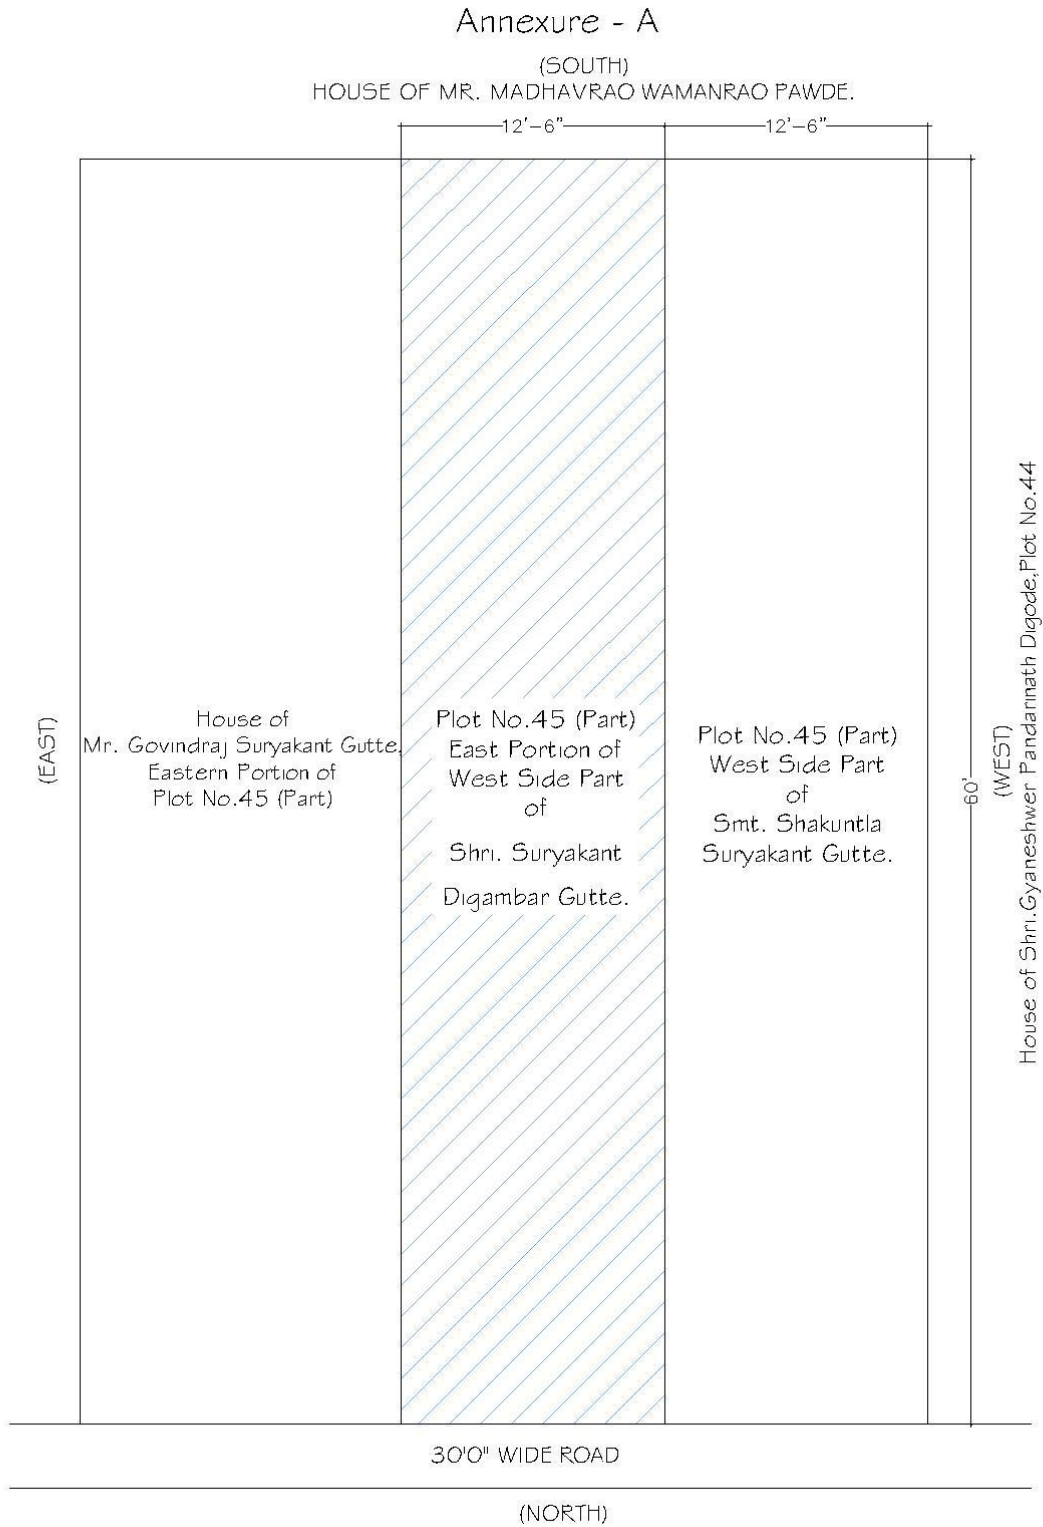 Annexure - A
(SOUTH)
HOUSE OF MR. MADHAVRAO WAMANRAO PAWDE.
12'-6"
12'-6"
(EAST)
House of
Mr. Govindraj Suryakant Gutte.
Eastern Portion of
Plot No.45 (Part)
Plot No.45 (Part)
East Portion of
West Side Part
of
Shri. Suryakant
Digambar Gutte.
Plot No.45 (Part)
West Side Part
of
Smt. Shakuntla
Suryakant Gutte.
60'
(WEST)
House of Shri.Gyaneshwer Pandarinath Digode,Plot No.44
30'0" WIDE ROAD
(NORTH)